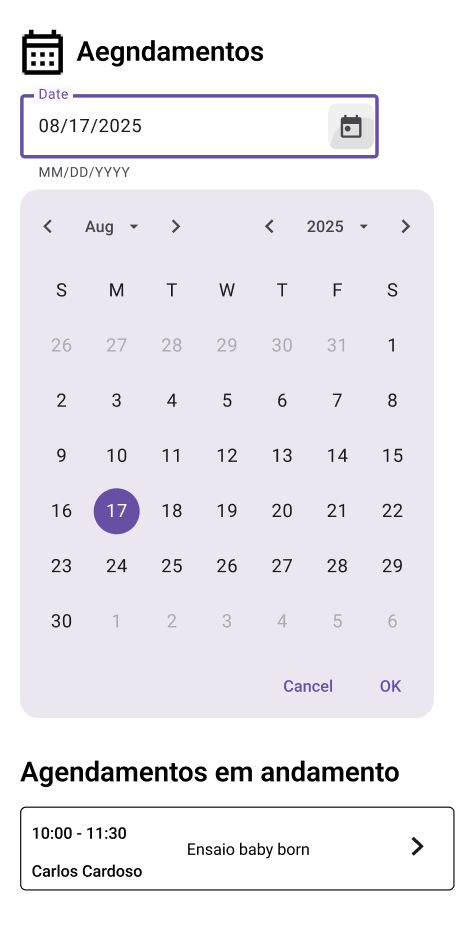 Aegndamentos
Date
08/17/2025
MM/DD/YYYY
Aug 2025
S M T W T F S
26 27 28 29 30 31 1
2 3 4 5 6 7 8
9 10 11 12 13 14 15
16 17 18 19 20 21 22
23 24 25 26 27 28 29
30 1 2 3 4 5 6
Cancel OK
Agendamentos em andamento
10:00 - 11:30
Ensaio baby born
Carlos Cardoso